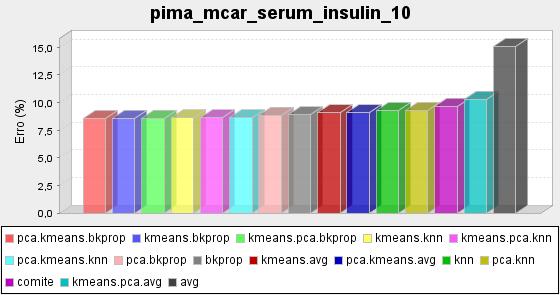 pima_mcar_serum_insulin_10
15,0
12,5
10,0
7,5
5,0
2,5
0,0
Erro (%)
pca.kmeans.bkprop kmeans.bkprop kmeans.pca.bkprop kmeans.knn kmeans.pca.knn
pca.kmeans.knn pca.bkprop bkprop kmeans.avg pca.kmeans.avg knn pca.knn
comite kmeans.pca.avg avg